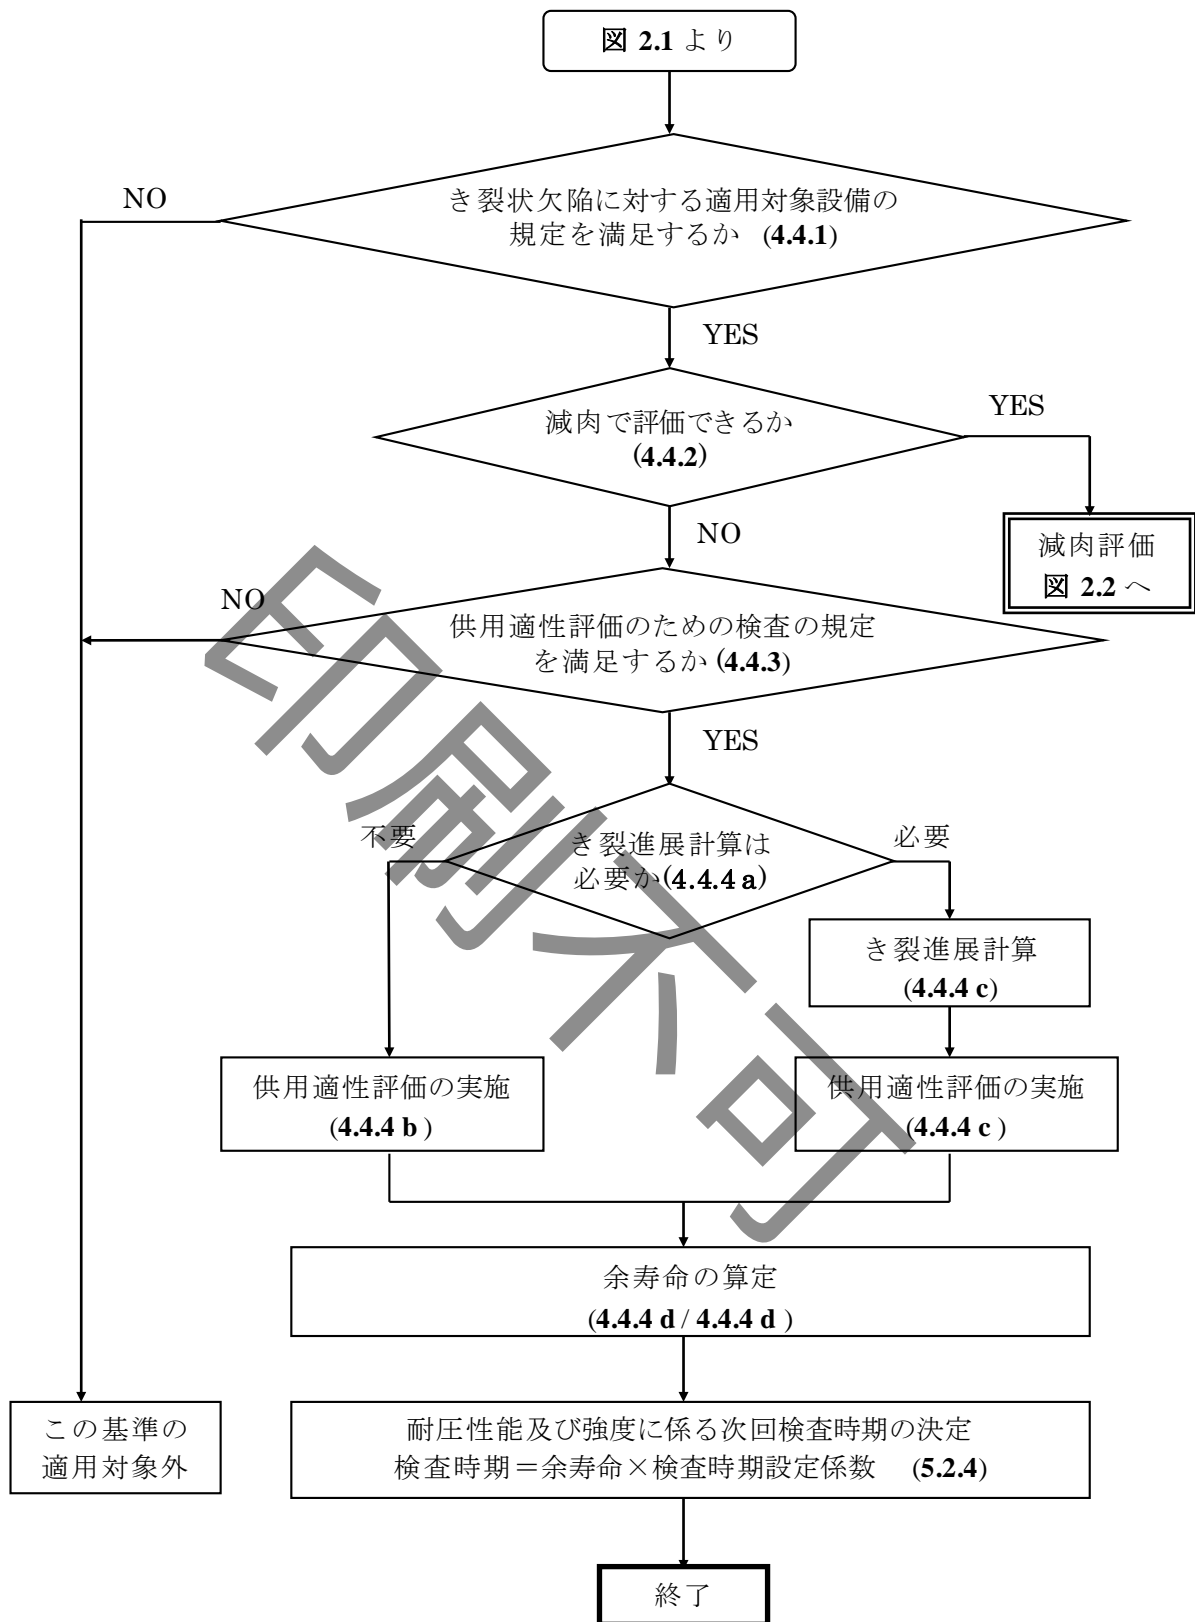 図 2.1 より
NO
き裂状欠陥に対する適用対象設備の
規定を満足するか (4.4.1)
YES
減肉で評価できるか
(4.4.2)
YES
NO
減肉評価
図 2.2 へ
NO
供用適性評価のための検査の規定
を満足するか (4.4.3)
YES
不要
き裂進展計算は
必要か(4.4.4 a)
必要
き裂進展計算
(4.4.4 c)
供用適性評価の実施
(4.4.4 b )
供用適性評価の実施
(4.4.4 c )
余寿命の算定
(4.4.4 d / 4.4.4 d )
この基準の
適用対象外
耐圧性能及び強度に係る次回検査時期の決定
検査時期＝余寿命×検査時期設定係数 (5.2.4)
終了
印刷不可